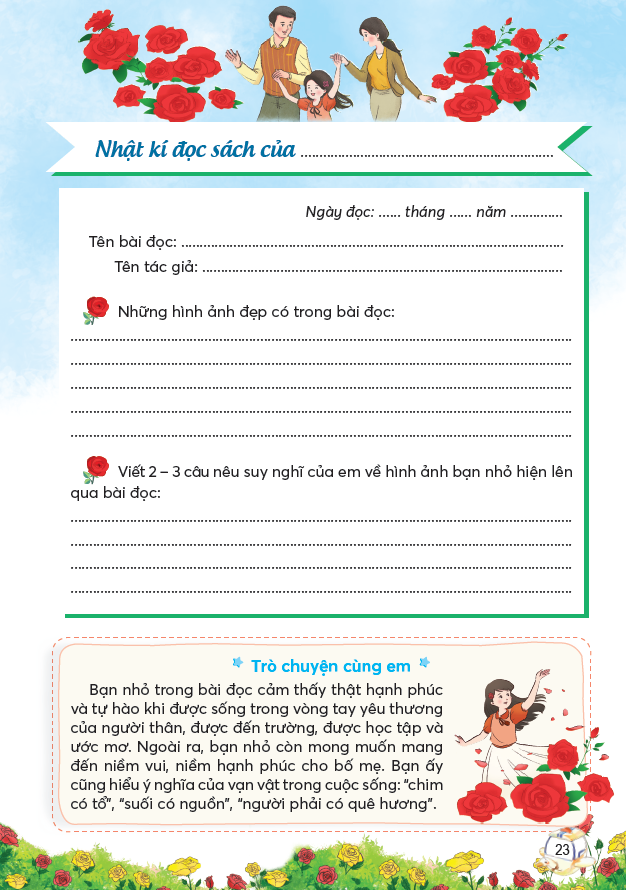 Nhật kí đọc sách của ............................................................
Ngày đọc: ...... tháng ...... năm ..............
Tên bài đọc: ..........................................................................................
Tên tác giả: .....................................................................................
Những hình ảnh đẹp có trong bài đọc:
......................................................................................................................
......................................................................................................................
......................................................................................................................
......................................................................................................................
......................................................................................................................
Viết 2 – 3 câu nêu suy nghĩ của em về hình ảnh bạn nhỏ hiện lên
qua bài đọc:
......................................................................................................................
......................................................................................................................
......................................................................................................................
......................................................................................................................
Trò chuyện cùng em
Bạn nhỏ trong bài đọc cảm thấy thật hạnh phúc
và tự hào khi được sống trong vòng tay yêu thương
của người thân, được đến trường, được học tập và
ước mơ. Ngoài ra, bạn nhỏ còn mong muốn mang
đến niềm vui, niềm hạnh phúc cho bố mẹ. Bạn ấy
cũng hiểu ý nghĩa của vạn vật trong cuộc sống: “chim
có tổ”, “suối có nguồn”, “người phải có quê hương”.
23